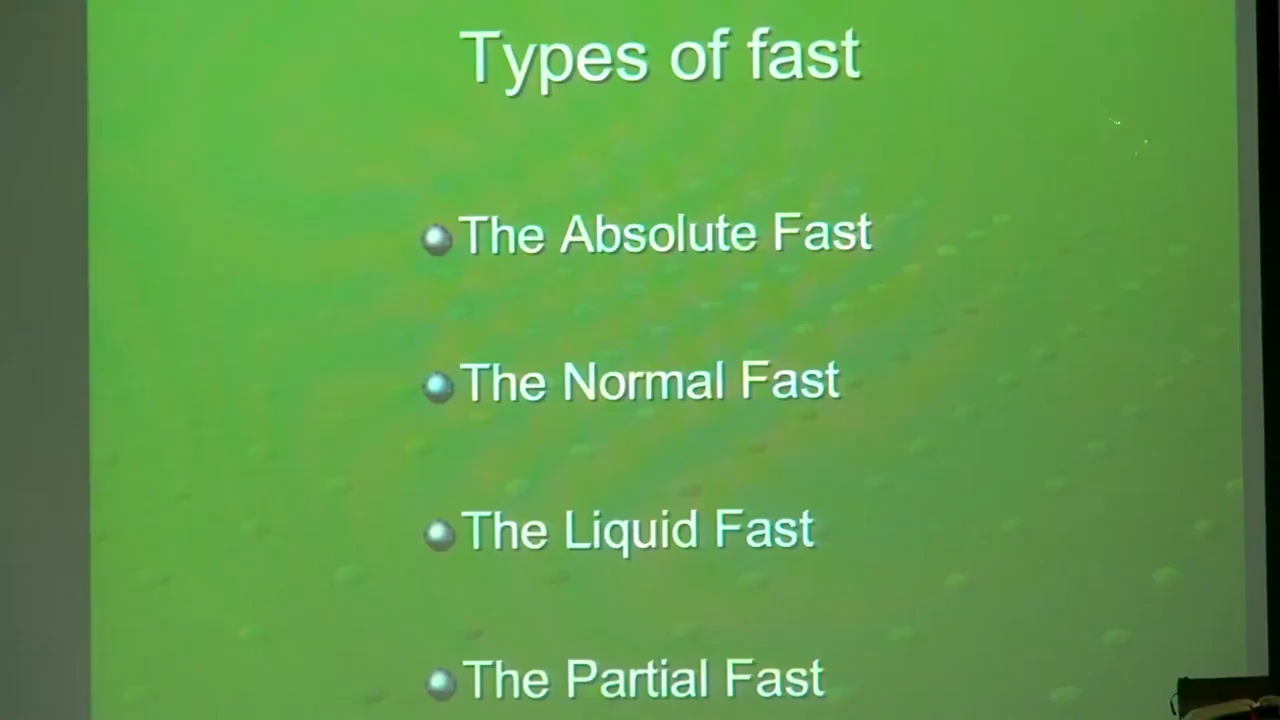 Types of fast
The Absolute Fast
The Normal Fast
The Liquid Fast
The Partial Fast